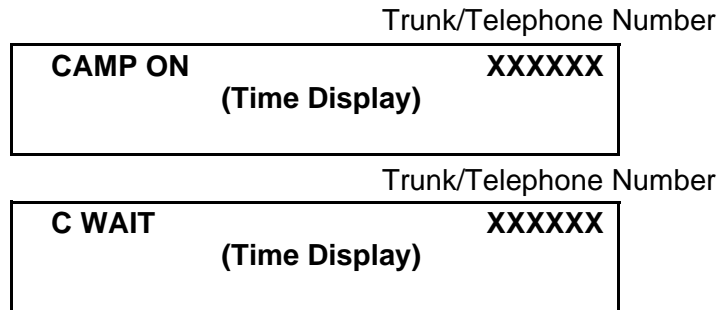 Trunk/Telephone Number
CAMP ON XXXXXX
(Time Display)
Trunk/Telephone Number
C WAIT XXXXXX
(Time Display)